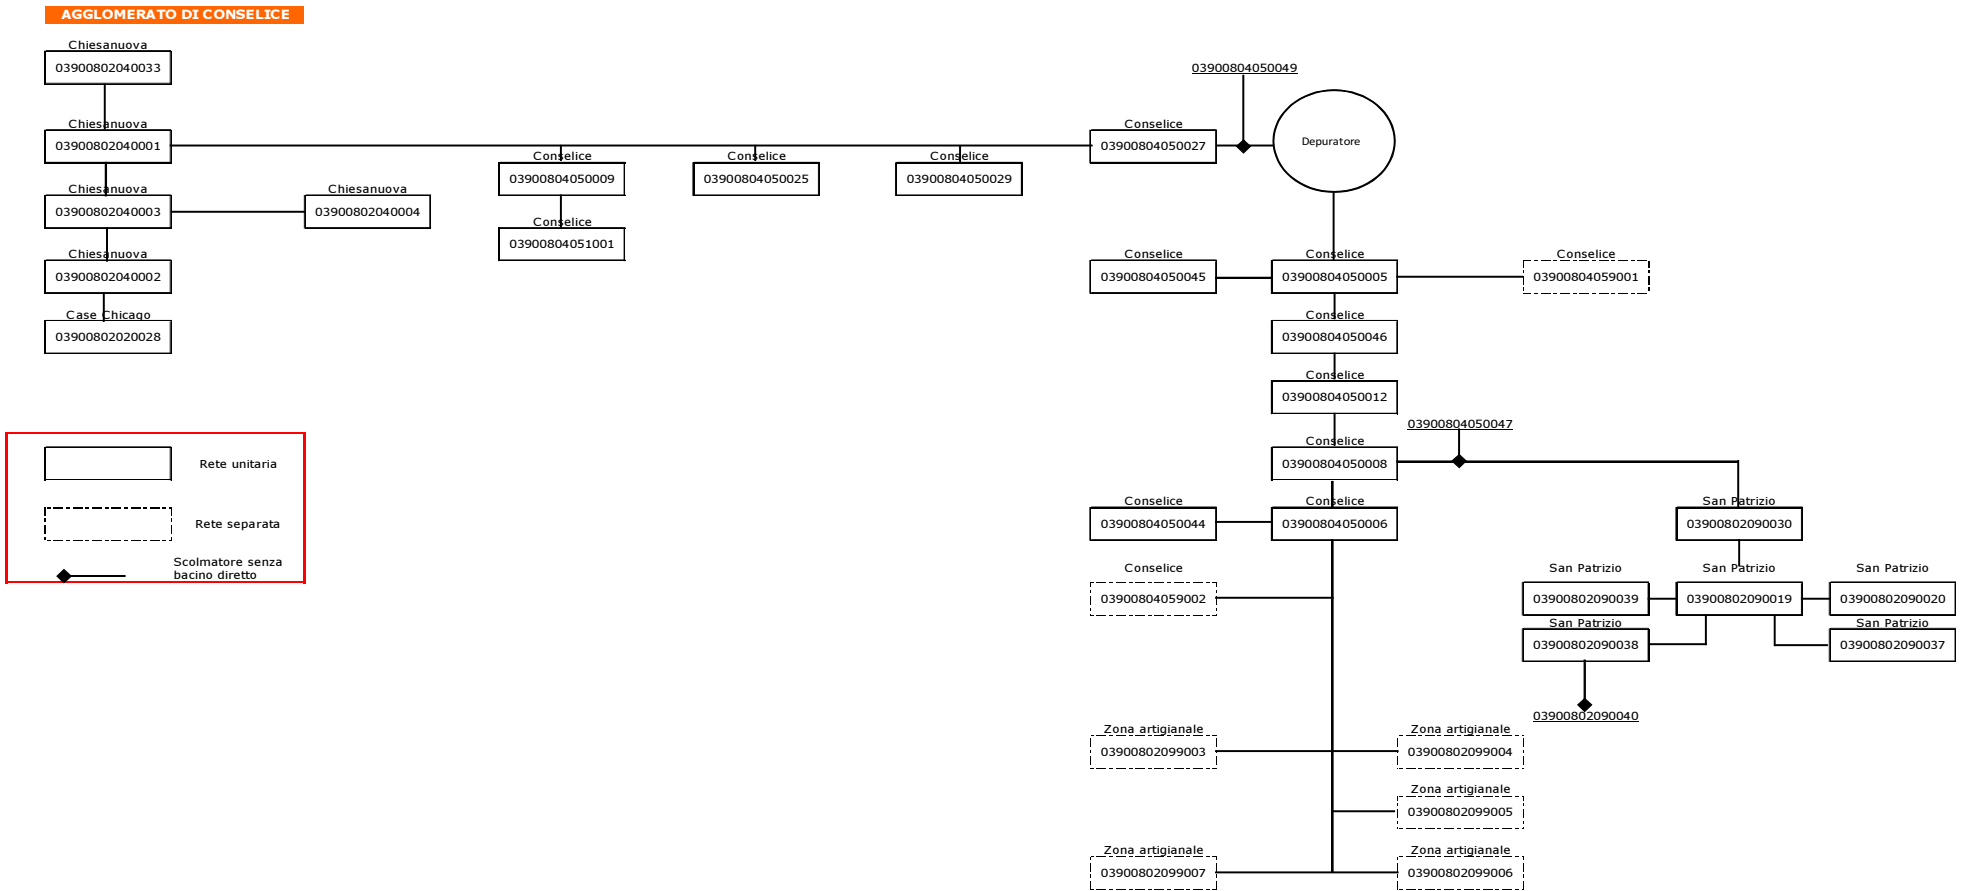 AGGLOMERATO DI CONSELICE
Chiesanuova
03900802040033
03900804050049
Chiesanuova
03900802040001
Conselice
03900804050027
Depuratore
Conselice
03900804050009
Conselice
03900804050025
Conselice
03900804050029
Chiesanuova
03900802040003
Chiesanuova
03900802040004
Conselice
03900804051001
Chiesanuova
03900802040002
Conselice
03900804050045
Conselice
03900804050005
Conselice
03900804059001
Case Chicago
03900802020028
Conselice
03900804050046
Conselice
03900804050012
03900804050047
Conselice
03900804050008
Rete unitaria
Conselice
03900804050044
Conselice
03900804050006
San Patrizio
03900802090030
Rete separata
Scolmatore senza
bacino diretto
Conselice
03900804059002
San Patrizio
03900802090039
San Patrizio
03900802090019
San Patrizio
03900802090020
San Patrizio
03900802090038
San Patrizio
03900802090037
03900802090040
Zona artigianale
03900802099003
Zona artigianale
03900802099004
Zona artigianale
03900802099005
Zona artigianale
03900802099007
Zona artigianale
03900802099006